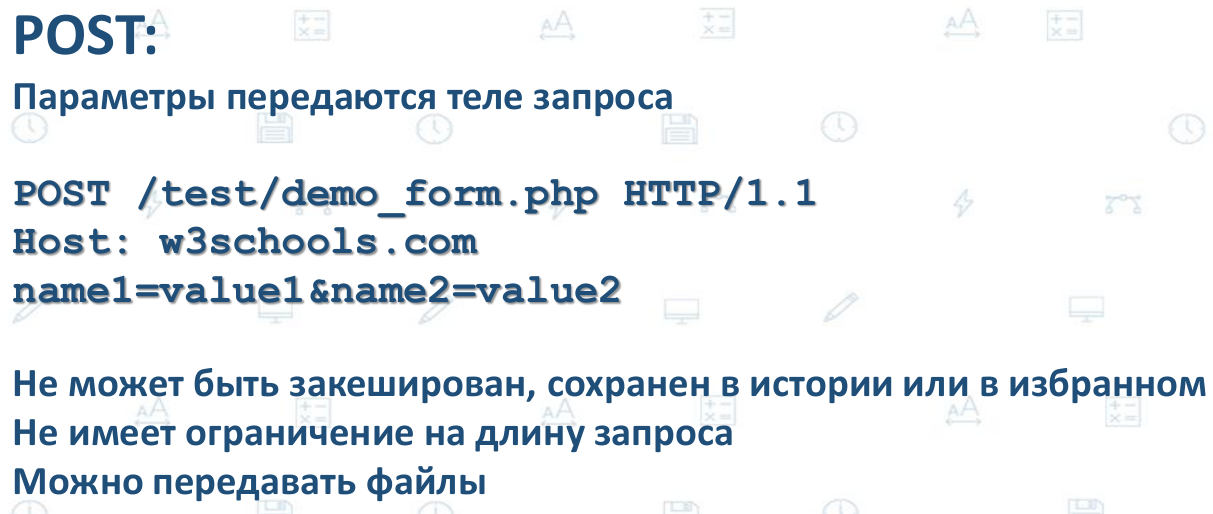 POST:
Параметры передаются теле запроса
POST /test/demo_form.php HTTP/1.1
Host: w3schools.com
name1=value1&name2=value2
Не может быть закеширован, сохранен в истории или в избранном
Не имеет ограничение на длину запроса
Можно передавать файлы